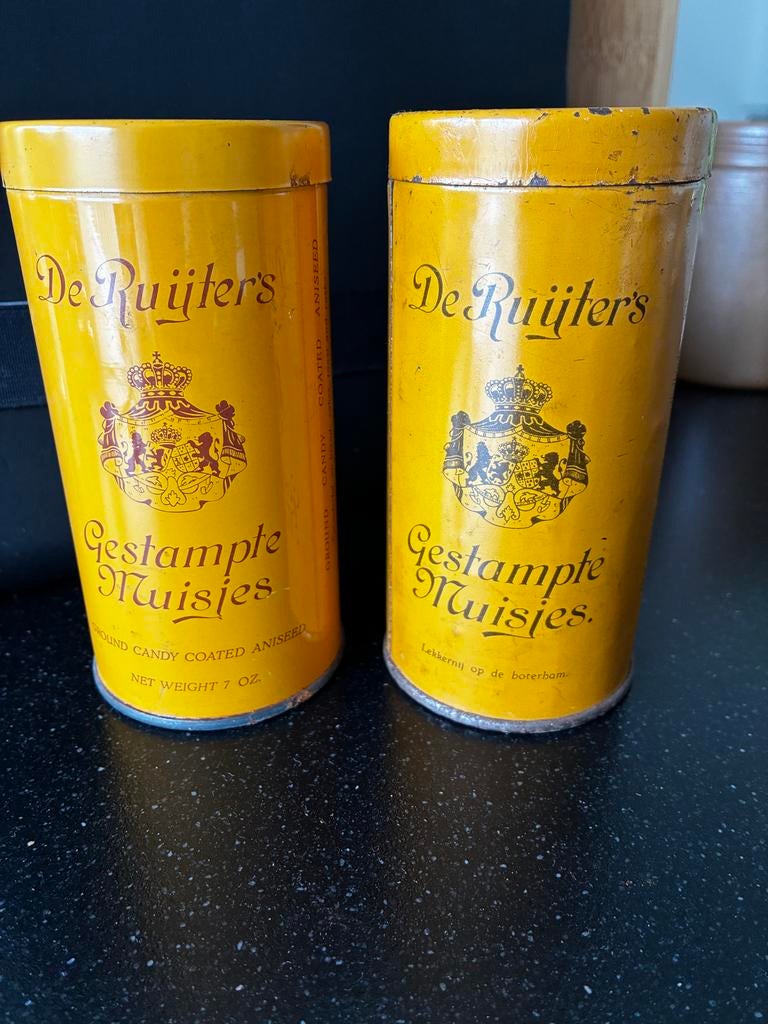 De Ruijter's
Gestampte
Muisjes
GROUND CANDY COATED ANISEED
NET WEIGHT 7 OZ.
GROUND CANDY COATED ANISEED
De Ruijter's
Gestampte
Muisjes.
Lekkernij op de boterham.